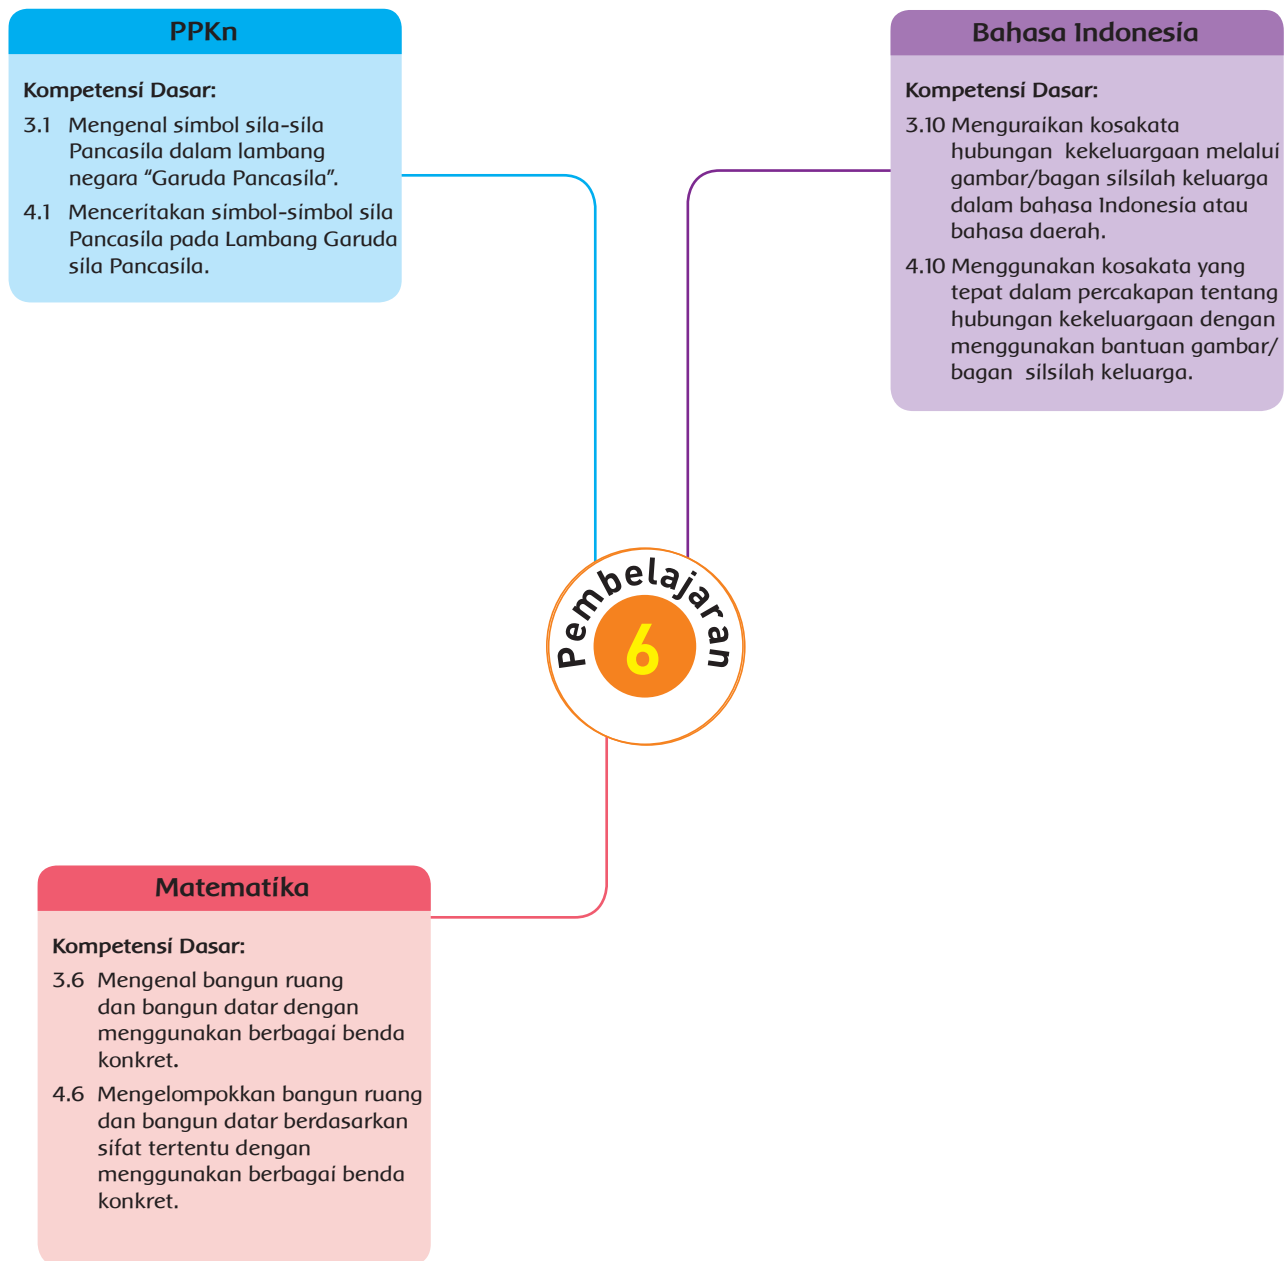 PPKn
Kompetensi Dasar:
3.1 Mengenal simbol sila-sila
Pancasila dalam lambang
negara “Garuda Pancasila”.
4.1 Menceritakan simbol-simbol sila
Pancasila pada Lambang Garuda
sila Pancasila.
Bahasa Indonesia
Kompetensi Dasar:
3.10 Menguraikan kosakata
hubungan kekeluargaan melalui
gambar/bagan silsilah keluarga
dalam bahasa Indonesia atau
bahasa daerah.
4.10 Menggunakan kosakata yang
tepat dalam percakapan tentang
hubungan kekeluargaan dengan
menggunakan bantuan gambar/
bagan silsilah keluarga.
Pembelajaran
6
Matematika
Kompetensi Dasar:
3.6 Mengenal bangun ruang
dan bangun datar dengan
menggunakan berbagai benda
konkret.
4.6 Mengelompokkan bangun ruang
dan bangun datar berdasarkan
sifat tertentu dengan
menggunakan berbagai benda
konkret.